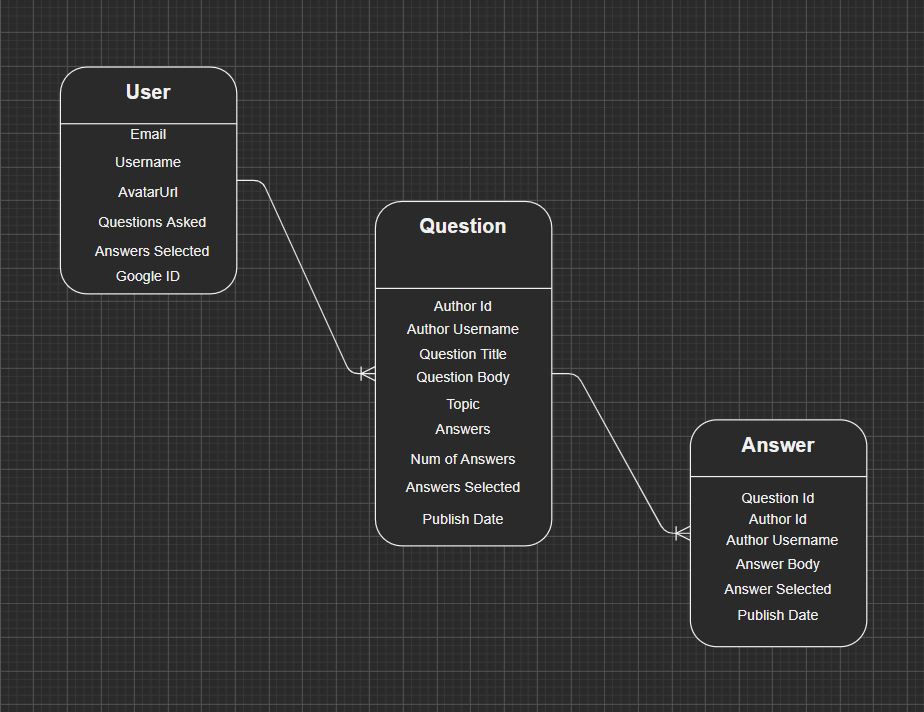 User
Email
Username
AvatarUrl
Questions Asked
Answers Selected
Google ID
Question
Author Id
Author Username
Question Title
Question Body
Topic
Answers
Num of Answers
Answers Selected
Publish Date
Answer
Question Id
Author Id
Author Username
Answer Body
Answer Selected
Publish Date